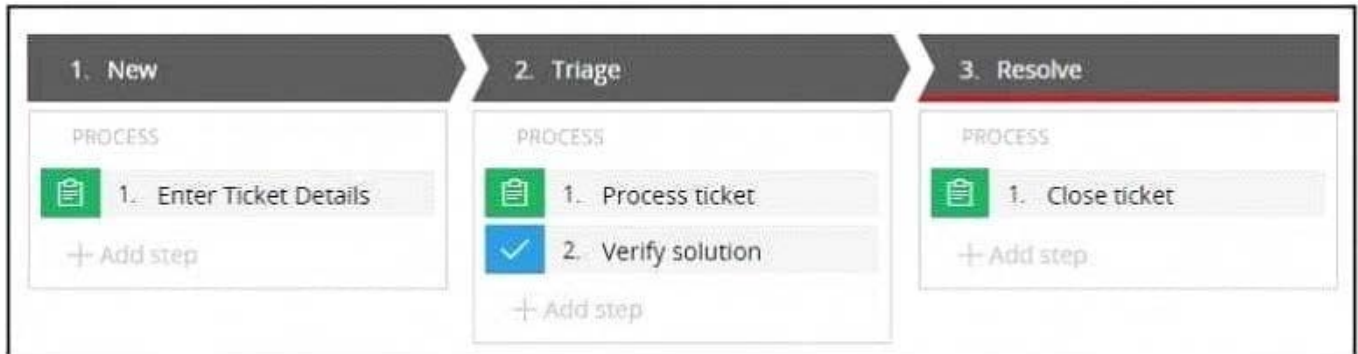 1. New
PROCESS
1. Enter Ticket Details
+ Add step
2. Triage
PROCESS
1. Process ticket
2. Verify solution
+ Add step
3. Resolve
PROCESS
1. Close ticket
+ Add step